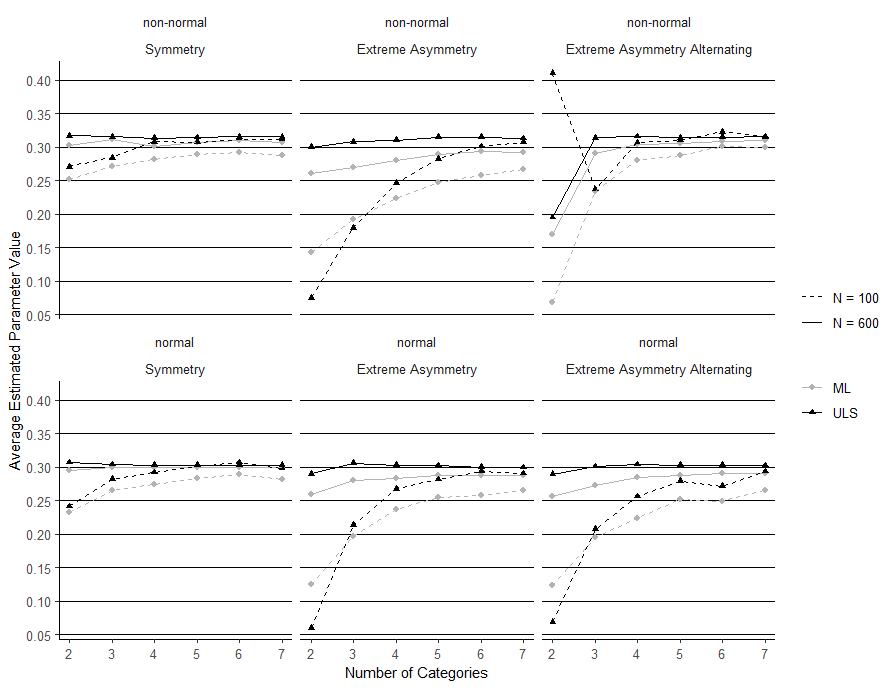 non-normal non-normal non-normal
Symmetry Extreme Asymmetry Extreme Asymmetry Alternating
0.40
0.35
0.30
0.25
0.20
0.15
0.10
0.05
normal normal normal
Symmetry Extreme Asymmetry Extreme Asymmetry Alternating
0.40
0.35
0.30
0.25
0.20
0.15
0.10
0.05
2 3 4 5 6 7 2 3 4 5 6 7 2 3 4 5 6 7
Number of Categories
Average Estimated Parameter Value
N = 100
N = 600
ML
ULS